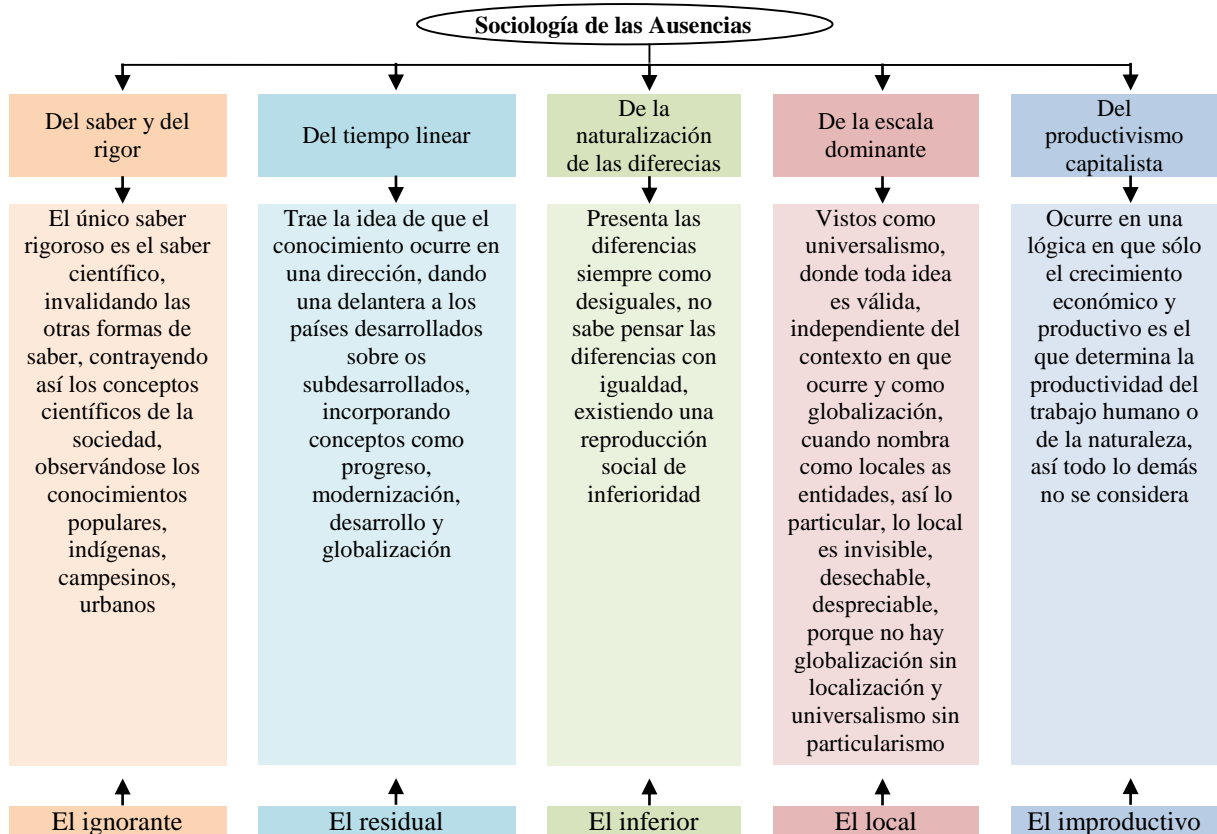 Sociología de las Ausencias
Del saber y del
rigor
Del tiempo linear
De la
naturalización
de las diferecias
De la escala
dominante
Del
productivismo
capitalista
El único saber
rigoroso es el saber
científico,
invalidando las
otras formas de
saber, contrayendo
así los conceptos
científicos de la
sociedad,
observándose los
conocimientos
populares,
indígenas,
campesinos,
urbanos
Trae la idea de que el
conocimiento ocurre en
una dirección, dando
una delantera a los
países desarrollados
sobre os
subdesarrollados,
incorporando
conceptos como
progreso,
modernización,
desarrollo y
globalización
Presenta las
diferencias
siempre como
desiguales, no
sabe pensar las
diferencias con
igualdad,
existiendo una
reproducción
social de
inferioridad
Vistos como
universalismo,
donde toda idea
es válida,
independiente del
contexto en que
ocurre y como
globalización,
cuando nombra
como locales as
entidades, así lo
particular, lo local
es invisible,
desechable,
despreciable,
porque no hay
globalización sin
localización y
universalismo sin
particularismo
Ocurre en una
lógica en que sólo
el crecimiento
económico y
productivo es el
que determina la
productividad del
trabajo humano o
de la naturaleza,
así todo lo demás
no se considera
El ignorante
El residual
El inferior
El local
El improductivo